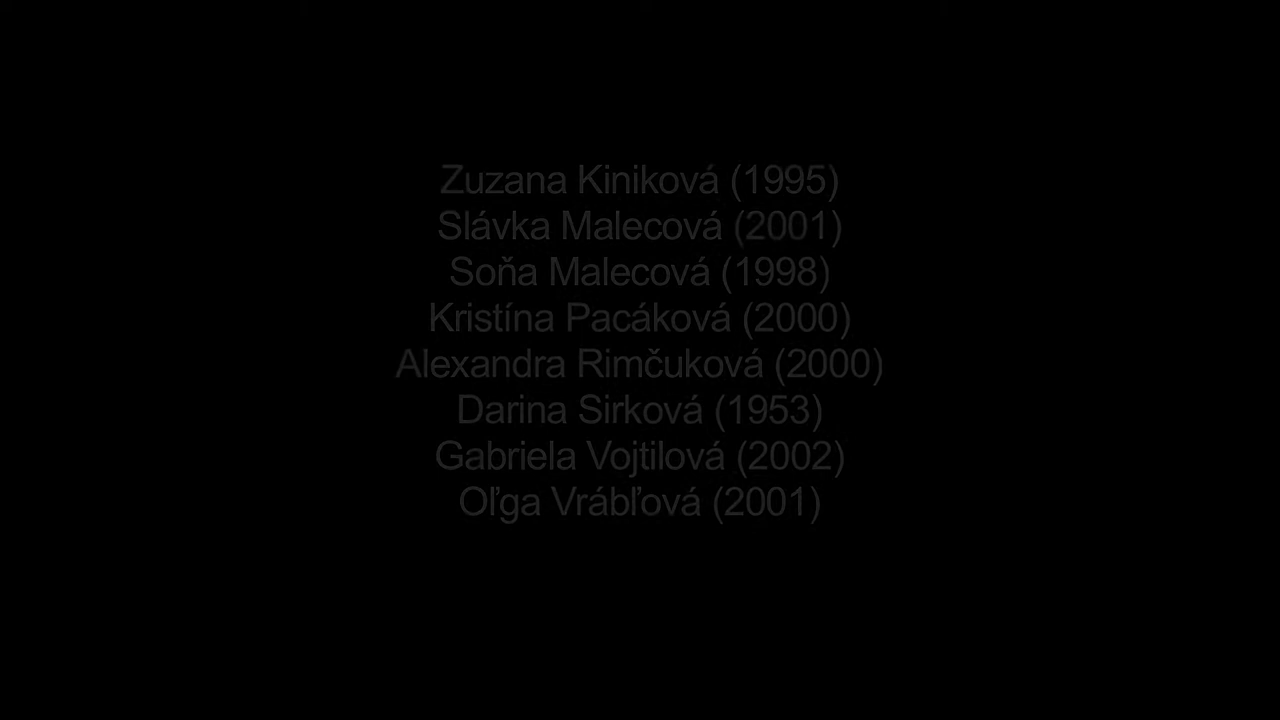 Zuzana Kiniková (1995)
Slávka Malecová (2001)
Soňa Malecová (1998)
Kristína Pacáková (2000)
Alexandra Rimčuková (2000)
Darina Sirková (1953)
Gabriela Vojtilová (2002)
Oľga Vrábľová (2001)